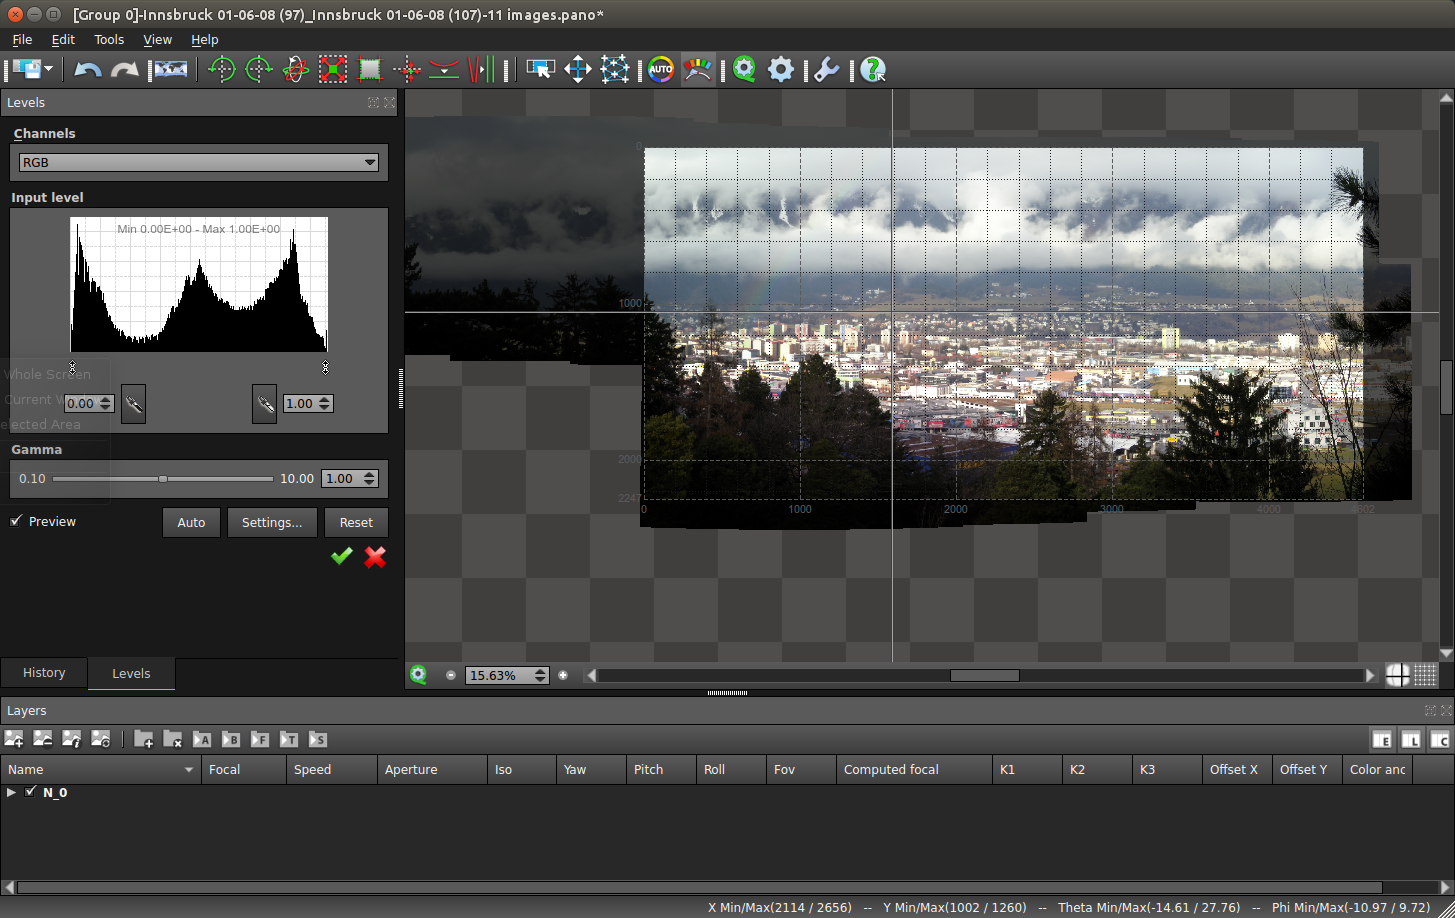 [Group 0]-Innsbruck 01-06-08 (97)_Innsbruck 01-06-08 (107)-11 images.pano*
File Edit Tools View Help
AUTO
Levels
Channels
RGB
Input level
Min 0.00E+00 - Max 1.00E+00
Whole Screen
Current W
elected Area
0.00 1.00
Gamma
0.10 10.00 1.00
Preview Auto Settings... Reset
History Levels
0
1000
2000
2247
0 1000 2000 3000 4000 4602
15.63%
Layers
A B F T S E L C
Name Focal Speed Aperture Iso Yaw Pitch Roll Fov Computed focal K1 K2 K3 Offset X Offset Y Color anc
N_0
X Min/Max(2114 / 2656) -- Y Min/Max(1002 / 1260) -- Theta Min/Max(-14.61 / 27.76) -- Phi Min/Max(-10.97 / 9.72)